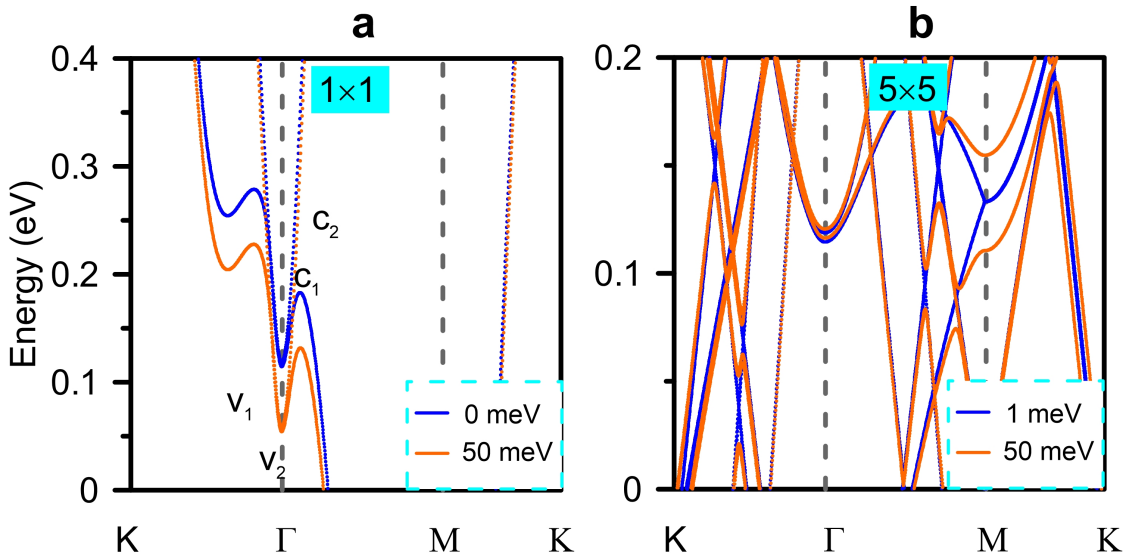 a
b
Energy (eV)
0.4
0.3
0.2
0.1
0
1×1
c2
c1
v1
v2
0 meV
50 meV
K Γ M K
0.2
0.1
0
5×5
1 meV
50 meV
K Γ M K